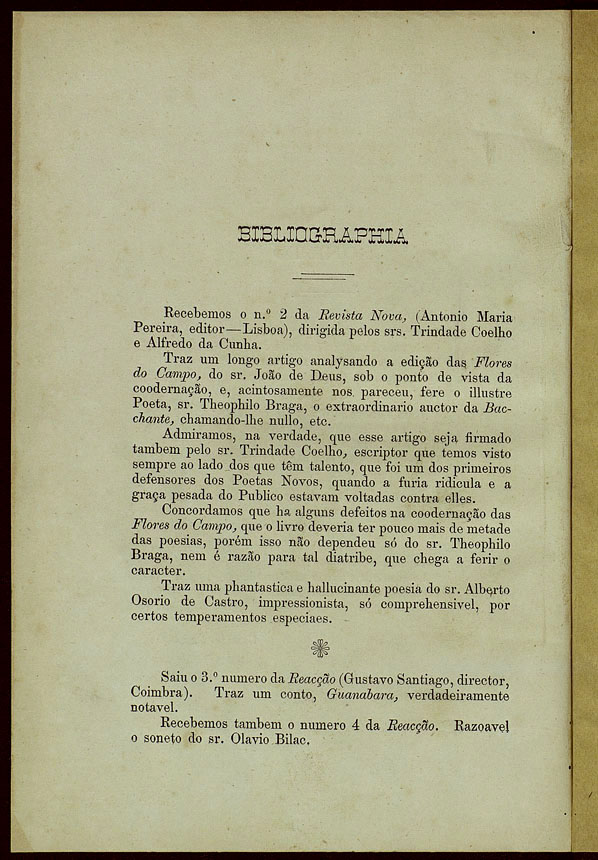 BIBLIOGRAPHIA
Recebemos o n.º 2 da Revista Nova, (Antonio Maria
Pereira, editor—Lisboa), dirigida pelos srs. Trindade Coelho
e Alfredo da Cunha.
Traz um longo artigo analysando a edição das Flores
do Campo, do sr. João de Deus, sob o ponto de vista da
coodernação, e, acintosamente nos pareceu, fere o illustre
Poeta, sr. Theophilo Braga, o extraordinario auctor da Bac-
chante, chamando-lhe nullo, etc.
Admiramos, na verdade, que esse artigo seja firmado
tambem pelo sr. Trindade Coelho, escriptor que temos visto
sempre ao lado dos que têm talento, que foi um dos primeiros
defensores dos Poetas Novos, quando a furia ridicula e a
graça pesada do Publico estavam voltadas contra elles.
Concordamos que ha alguns defeitos na coodernação das
Flores do Campo, que o livro deveria ter pouco mais de metade
das poesias, porém isso não dependeu só do sr. Theophilo
Braga, nem é razão para tal diatribe, que chega a ferir o
caracter.
Traz uma phantastica e hallucinante poesia do sr. Alberto
Osorio de Castro, impressionista, só comprehensivel, por
certos temperamentos especiaes.
Saiu o 3.º numero da Reacção (Gustavo Santiago, director,
Coimbra). Traz um conto, Guanabara, verdadeiramente
notavel.
Recebemos tambem o numero 4 da Reacção. Razoavel
o soneto do sr. Olavio Bilac.